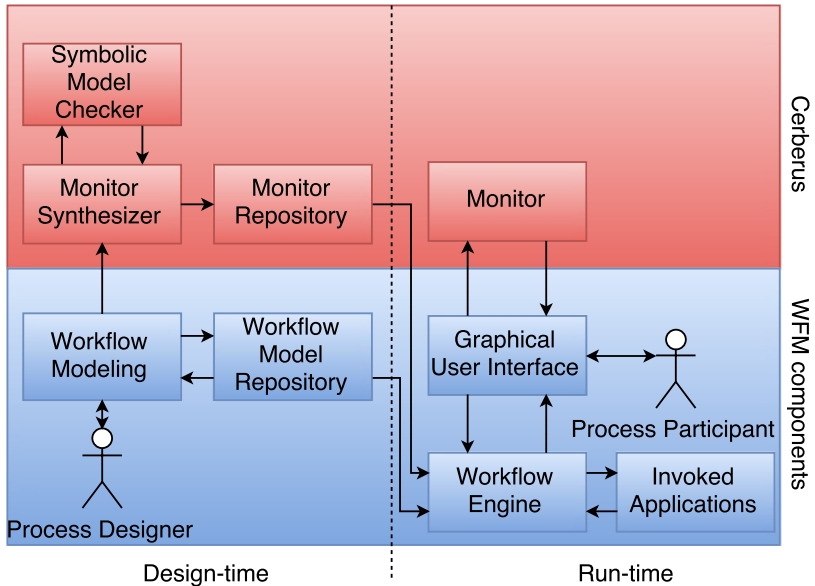 Symbolic
Model
Checker
Monitor
Synthesizer
Monitor
Repository
Monitor
Cerberus
Workflow
Modeling
Workflow
Model
Repository
Graphical
User Interface
Process Participant
Workflow
Engine
Invoked
Applications
WFM components
Process Designer
Design-time
Run-time